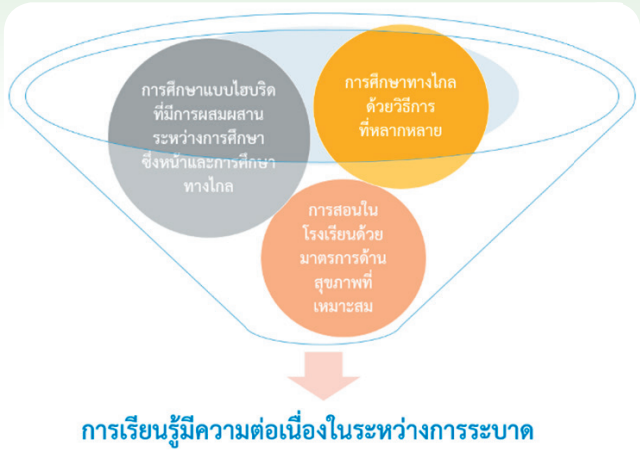 การศึกษาแบบไฮบริด
ที่มีการผสมผสาน
ระหว่างการศึกษา
ซึ่งหน้าและการศึกษา
ทางไกล
การศึกษาทางไกล
ด้วยวิธีการ
ที่หลากหลาย
การสอนใน
โรงเรียนด้วย
มาตรการด้าน
สุขภาพที่
เหมาะสม
การเรียนรู้มีความต่อเนื่องในระหว่างการระบาด